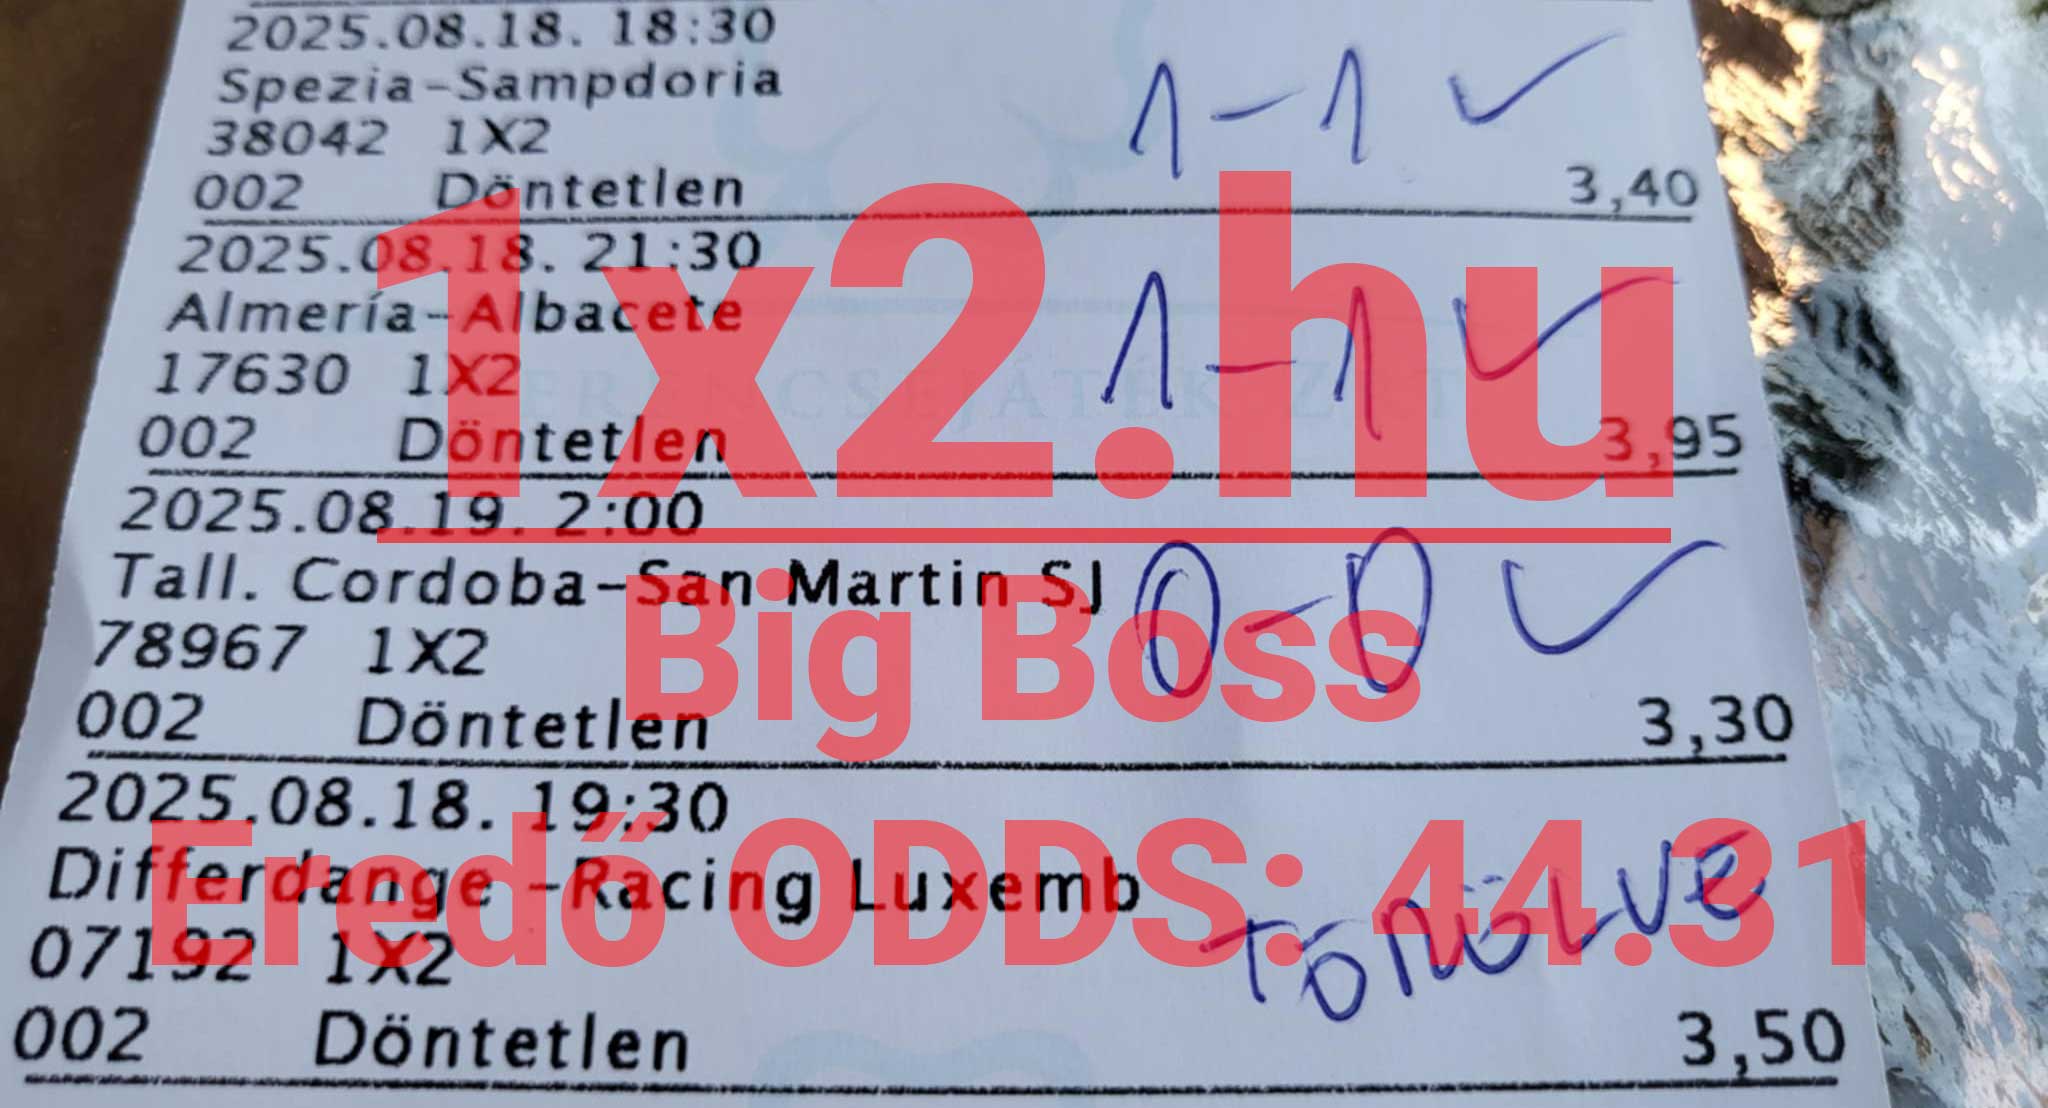 2025.08.18. 18:30
Spezia-Sampdoria
38042 1X2
1-1 ✓
002 Döntetlen 3,40
2025.08.18. 21:30
Almería-Albacete
17630 1X2
1-1 ✓
002 Döntetlen 3,95
SZERENCSEJÁTÉK ZRT
1x2.hu
2025.08.19. 2:00
Tall. Cordoba-San Martin SJ
0-0 ✓
78967 1X2
002 Döntetlen 3,30
Big Boss
2025.08.18. 19:30
Differdange -Racing Luxemb
07192 1X2
TÖRÖLVE
002 Döntetlen 3,50
Eredő ODDS: 44.31